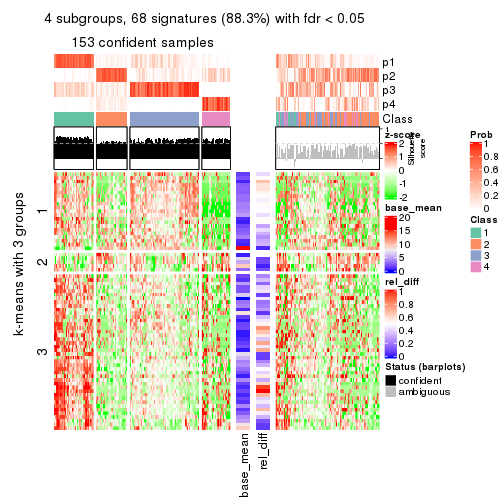 4 subgroups, 68 signatures (88.3%) with fdr < 0.05
153 confident samples
p1
p2
p3
p4
Class
1
Silhouette
score
k-means with 3 groups
1
2
3
base_mean
rel_diff
z-score
2
1
0
-1
-2
base_mean
20
15
10
5
0
rel_diff
1
0.8
0.6
0.4
0.2
0
Status (barplots)
confident
ambiguous
Prob
1
0.8
0.6
0.4
0.2
0
Class
1
2
3
4